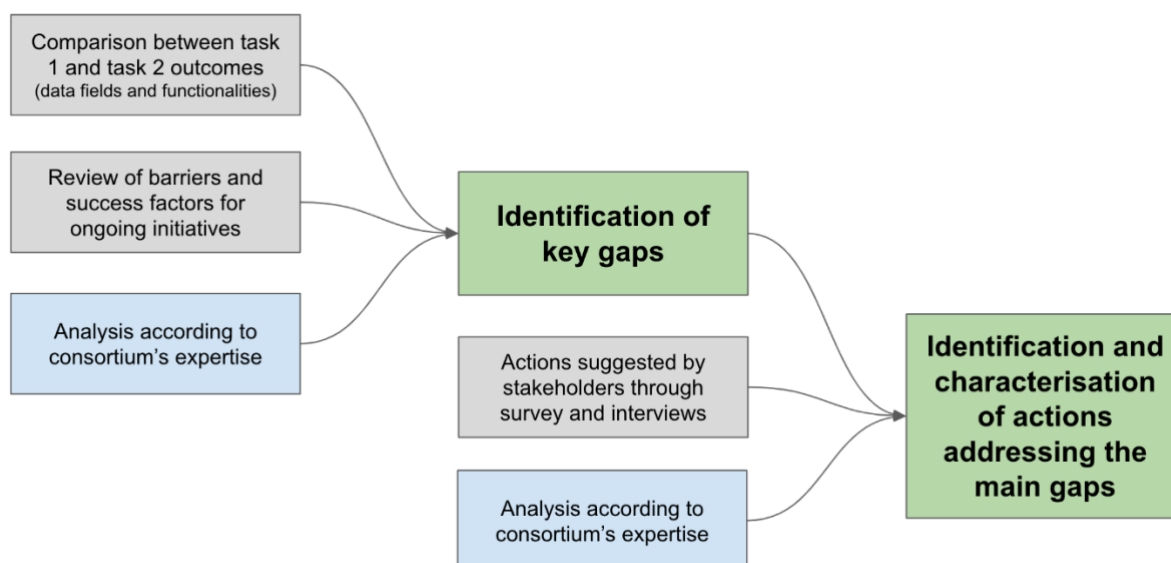 Comparison between task
1 and task 2 outcomes
(data fields and functionalities)
Review of barriers and
success factors for
ongoing initiatives
Analysis according to
consortium's expertise
Identification of
key gaps
Actions suggested by
stakeholders through
survey and interviews
Analysis according to
consortium's expertise
Identification and
characterisation
of actions
addressing the
main gaps